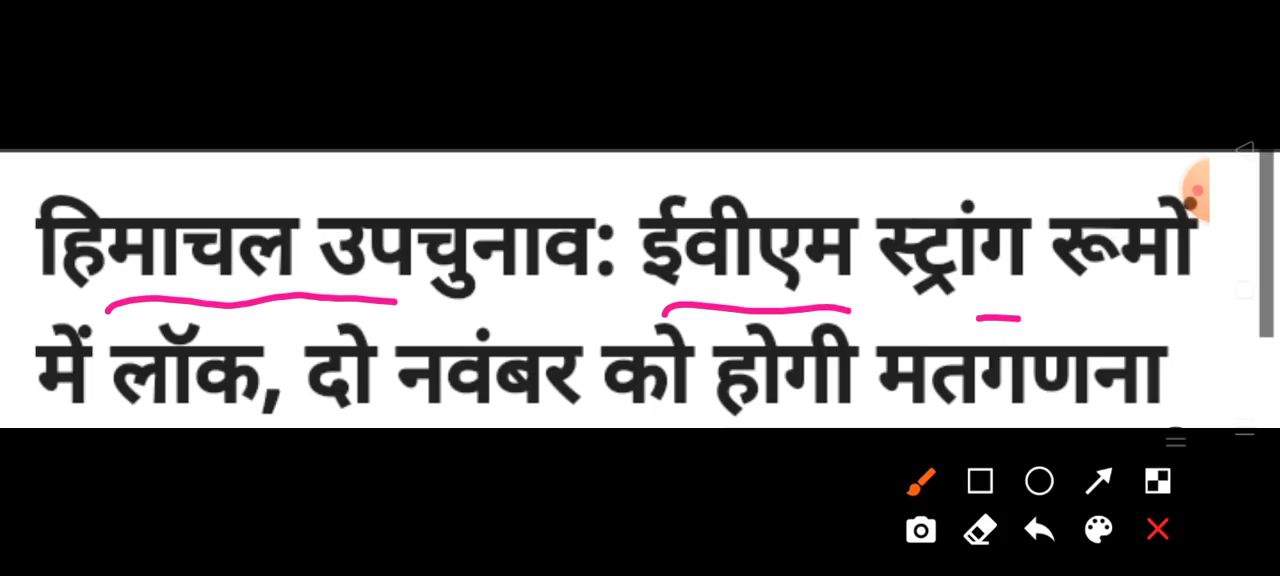 हिमाचल उपचुनाव: ईवीएम स्ट्रांग रूमों
में लॉक, दो नवंबर को होगी मतगणना